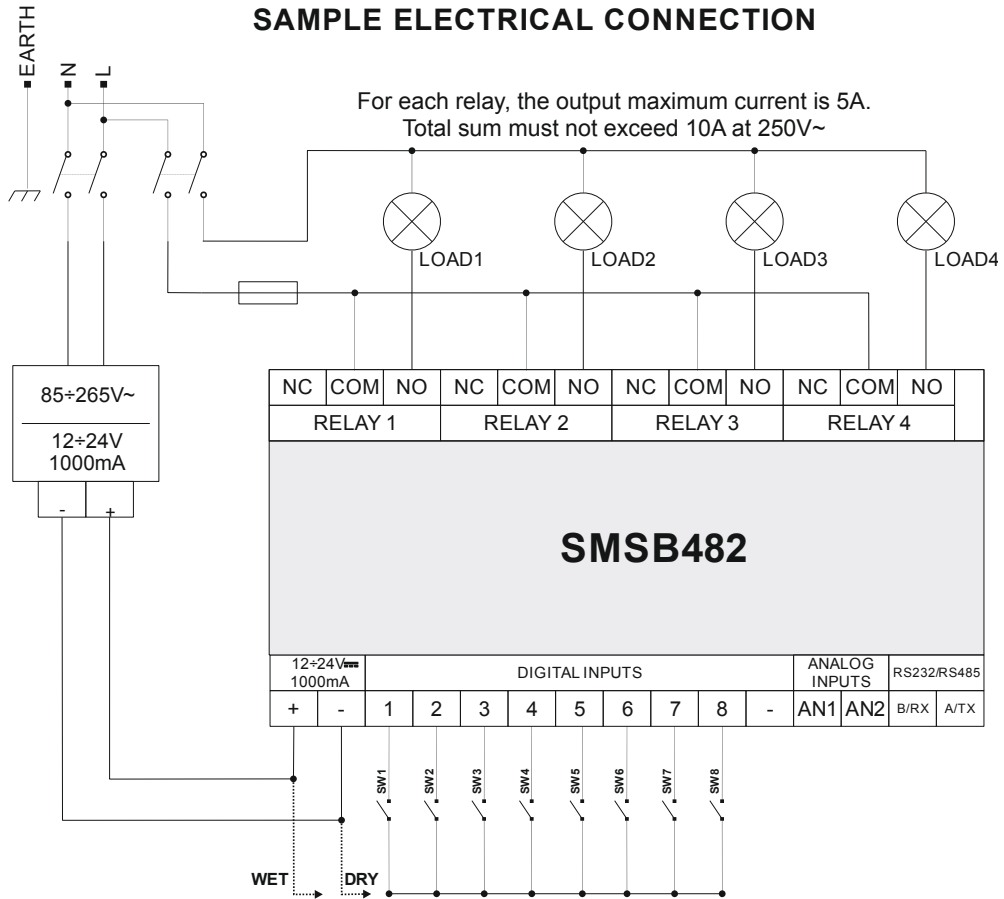 SAMPLE ELECTRICAL CONNECTION
EARTH
N
L
For each relay, the output maximum current is 5A.
Total sum must not exceed 10A at 250V~
LOAD1 LOAD2 LOAD3 LOAD4
85÷265V~
12÷24V
1000mA
- +
NC COM NO NC COM NO NC COM NO NC COM NO
RELAY 1 RELAY 2 RELAY 3 RELAY 4
SMSB482
12÷24V⎓
1000mA
DIGITAL INPUTS
ANALOG
INPUTS
RS232/RS485
+ - 1 2 3 4 5 6 7 8 - AN1 AN2 B/RX A/TX
SW1 SW2 SW3 SW4 SW5 SW6 SW7 SW8
WET DRY